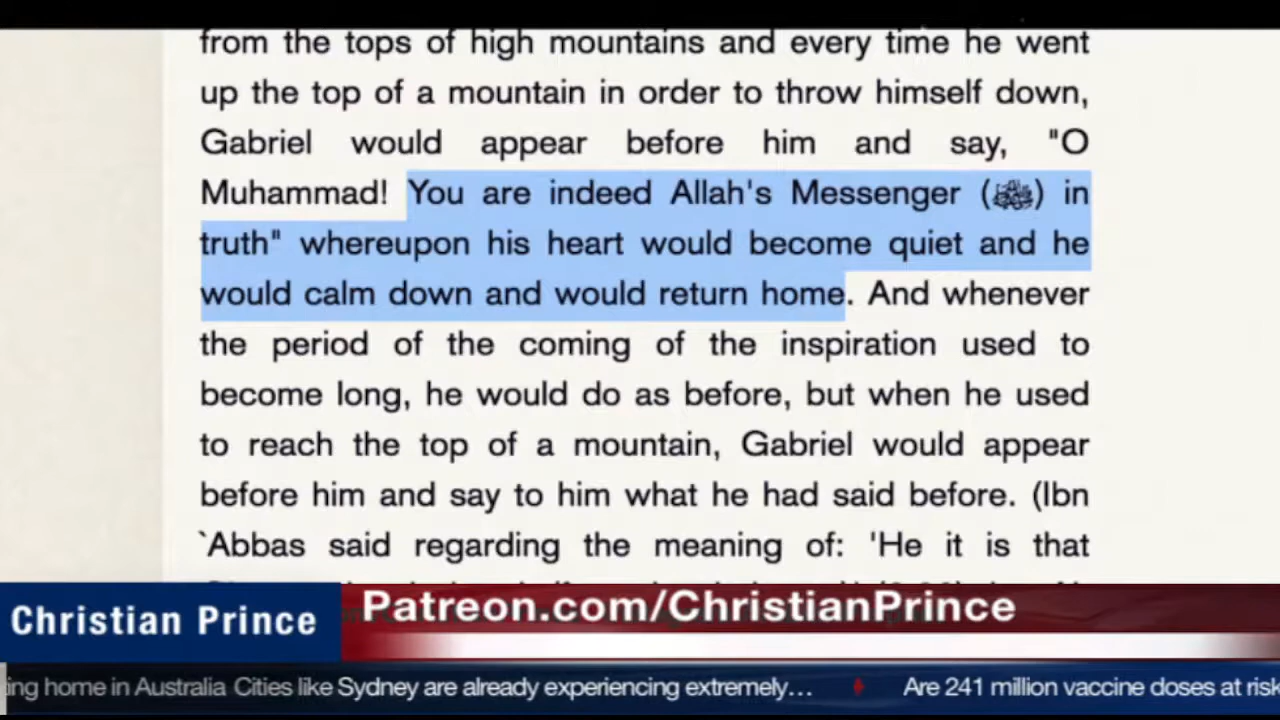 from the tops of high mountains and every time he went
up the top of a mountain in order to throw himself down,
Gabriel would appear before him and say, "O
Muhammad! You are indeed Allah's Messenger (ﷺ) in
truth" whereupon his heart would become quiet and he
would calm down and would return home. And whenever
the period of the coming of the inspiration used to
become long, he would do as before, but when he used
to reach the top of a mountain, Gabriel would appear
before him and say to him what he had said before. (Ibn
`Abbas said regarding the meaning of: 'He it is that
Christian Prince
Patreon.com/ChristianPrince
ing home in Australia Cities like Sydney are already experiencing extremely... Are 241 million vaccine doses at risk